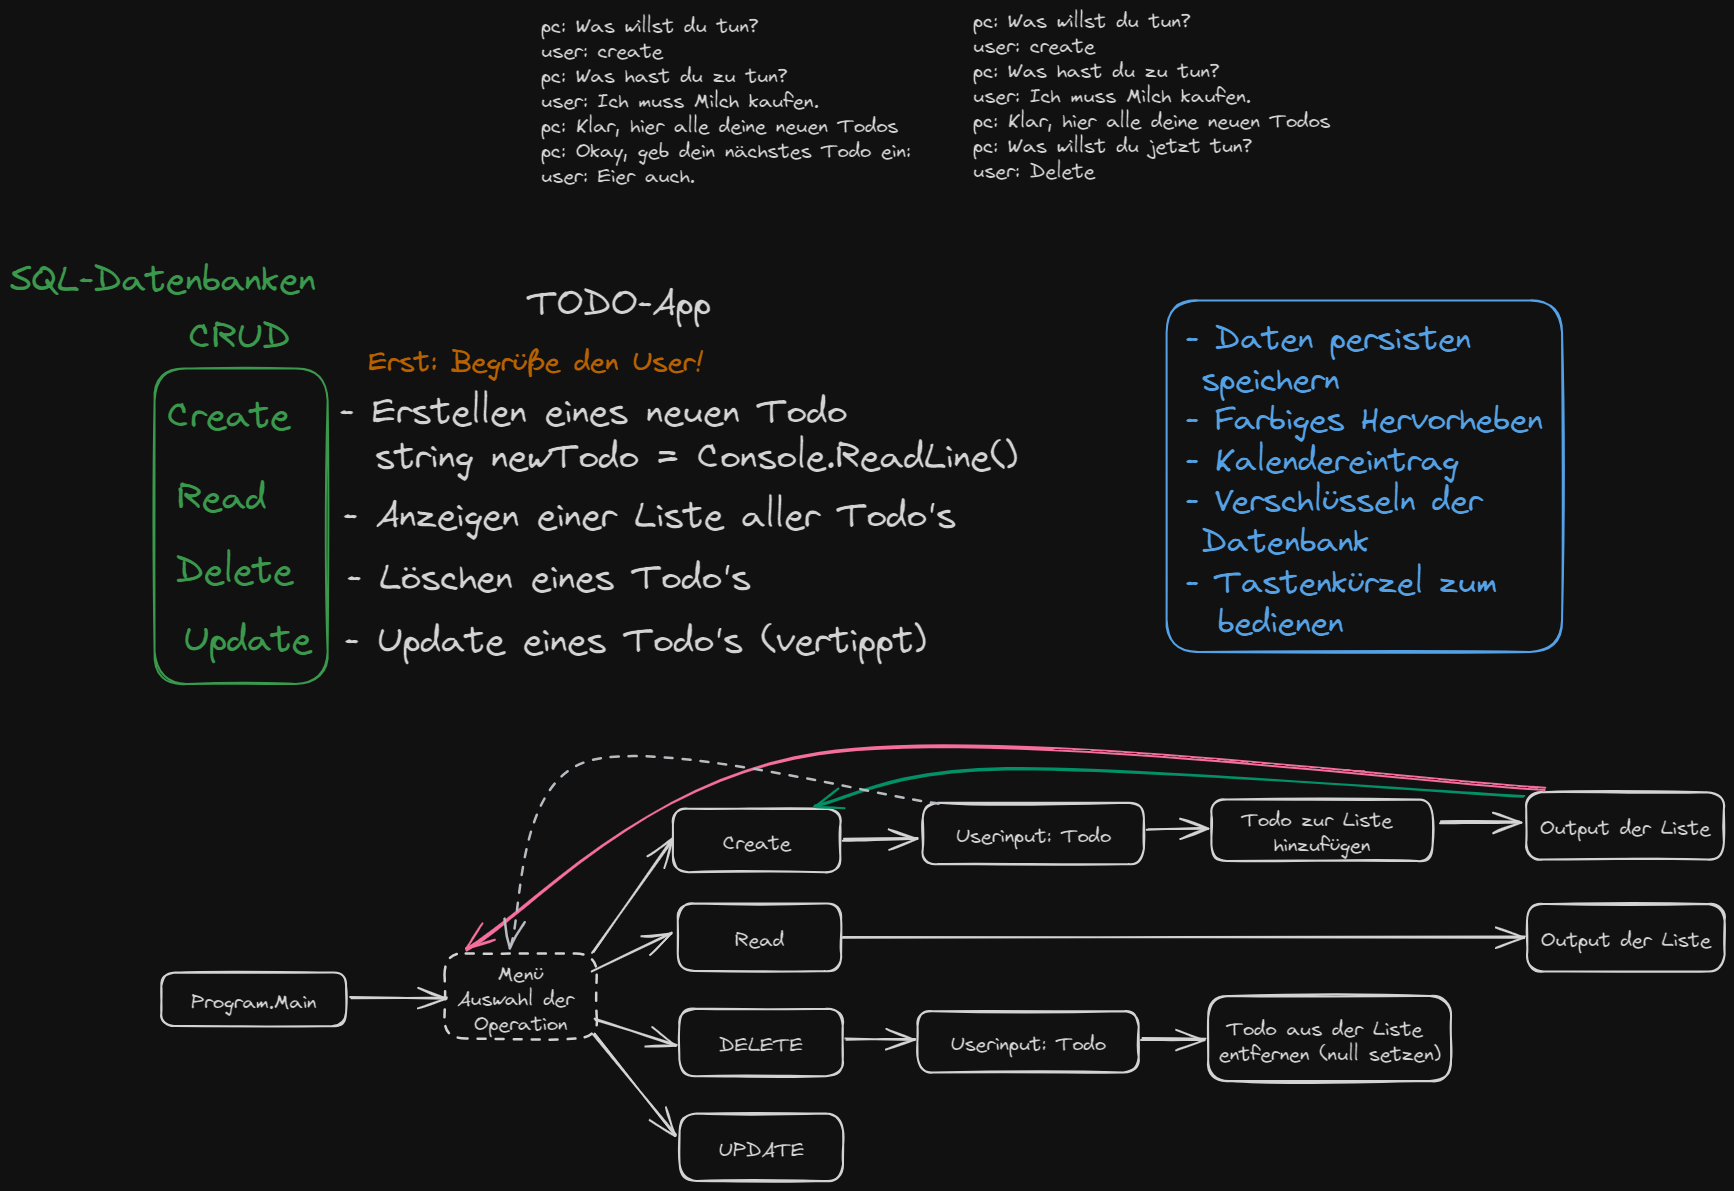 pc: Was willst du tun?
user: create
pc: Was hast du zu tun?
user: Ich muss Milch kaufen.
pc: Klar, hier alle deine neuen Todos
pc: Okay, geb dein nächstes Todo ein:
user: Eier auch.
pc: Was willst du tun?
user: create
pc: Was hast du zu tun?
user: Ich muss Milch kaufen.
pc: Klar, hier alle deine neuen Todos
pc: Was willst du jetzt tun?
user: Delete
SQL-Datenbanken
CRUD
Create
Read
Delete
Update
TODO-App
Erst: Begrüße den User!
- Erstellen eines neuen Todo
string newTodo = Console.ReadLine()
- Anzeigen einer Liste aller Todo's
- Löschen eines Todo's
- Update eines Todo's (vertippt)
- Daten persisten
speichern
- Farbiges Hervorheben
- Kalendereintrag
- Verschlüsseln der
Datenbank
- Tastenkürzel zum
bedienen
Program.Main
Menü
Auswahl der
Operation
Create
Userinput: Todo
Todo zur Liste
hinzufügen
Output der Liste
Read
Output der Liste
DELETE
Userinput: Todo
Todo aus der Liste
entfernen (null setzen)
UPDATE